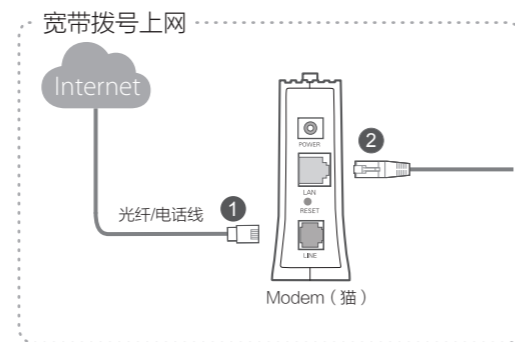 宽带拨号上网
Internet
POWER
2
LAN
光纤/电话线
1
RESET
LINE
Modem（猫）